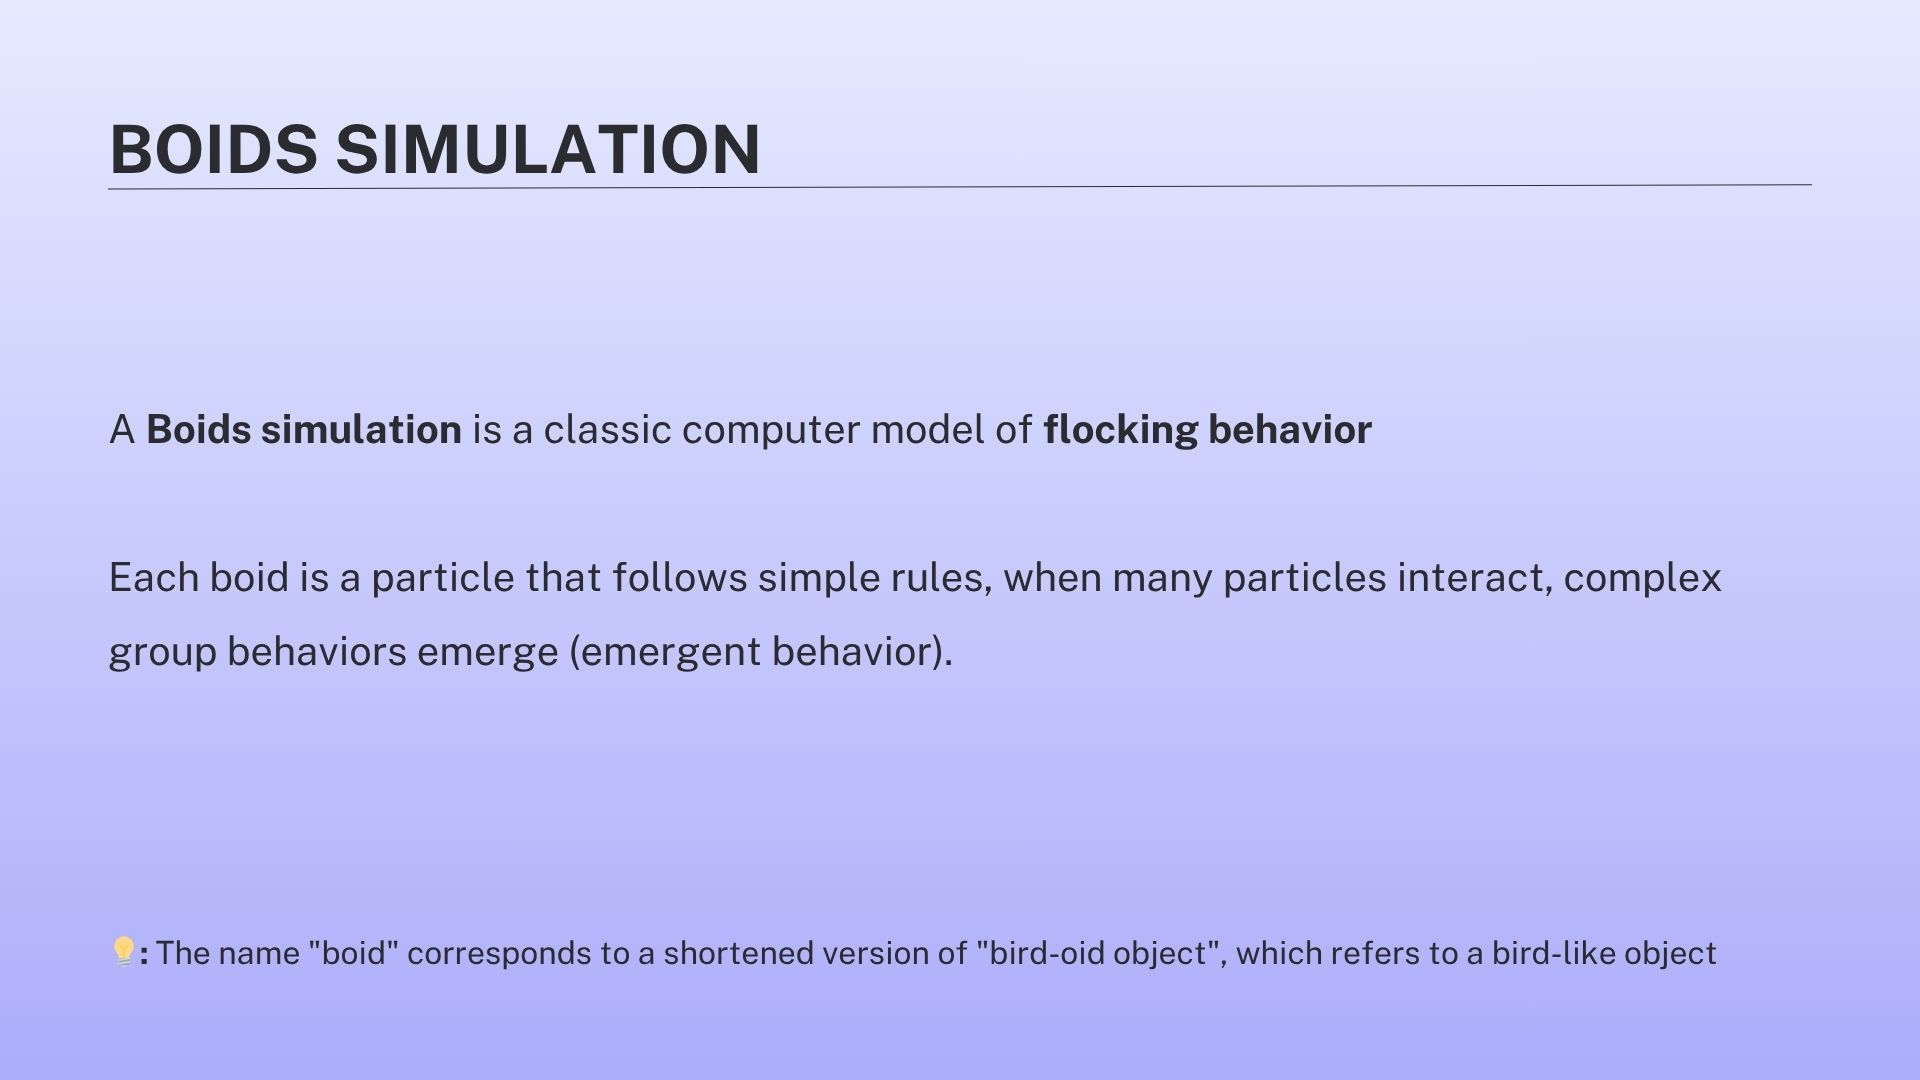 BOIDS SIMULATION
A Boids simulation is a classic computer model of flocking behavior
Each boid is a particle that follows simple rules, when many particles interact, complex
group behaviors emerge (emergent behavior).
💡: The name "boid" corresponds to a shortened version of "bird-oid object", which refers to a bird-like object